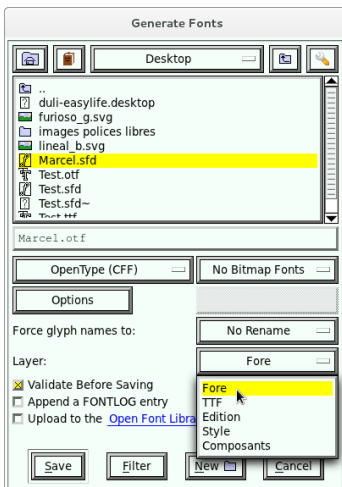 Generate Fonts
Desktop
..
duli-easylife.desktop
furioso_g.svg
images polices libres
lineal_b.svg
Marcel.sfd
Test.otf
Test.sfd
Test.sfd~
Test.ttf
Marcel.otf
OpenType (CFF) No Bitmap Fonts
Options
Force glyph names to: No Rename
Layer: Fore
Validate Before Saving
Append a FONTLOG entry
Upload to the Open Font Libra
Fore
TTF
Edition
Style
Composants
Save Filter New Cancel